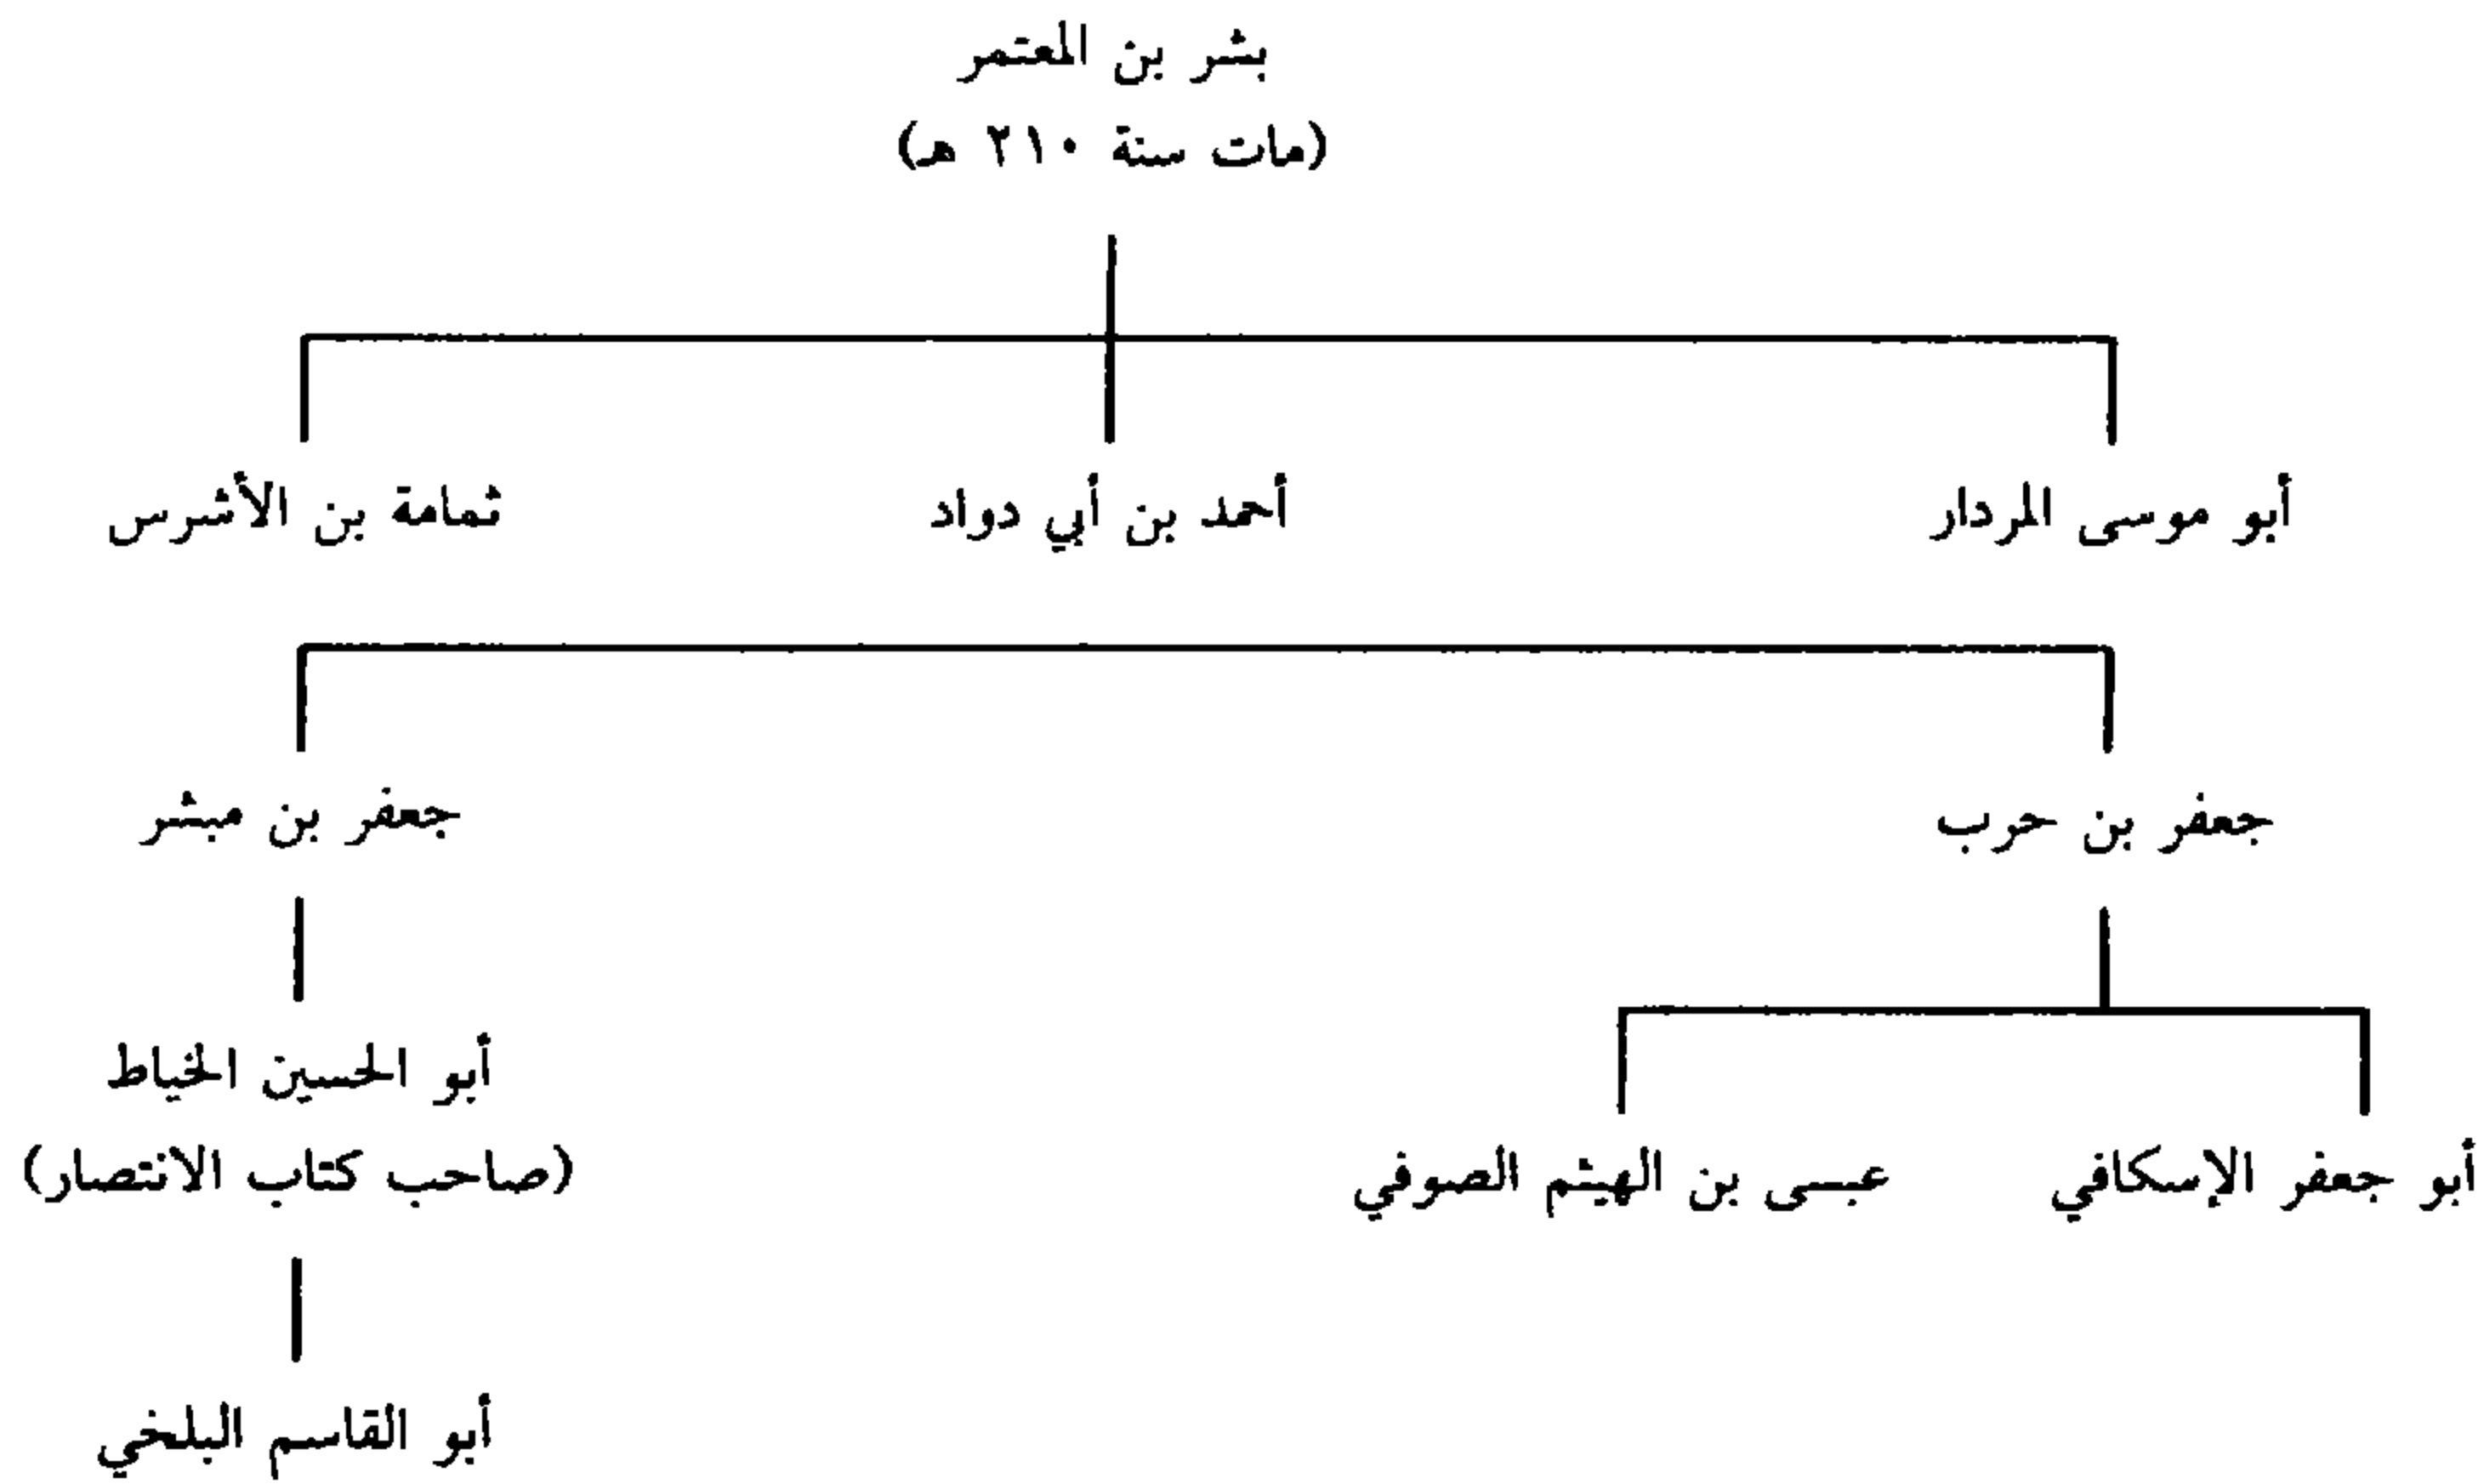 بشر بن المعتمر
(مات سنة ٢١٠ هـ)
أبو موسى المردار
أحمد بن أبي دواد
ثمامة بن الأشرس
جعفر بن حرب
جعفر بن مبشر
أبو الحسين الخياط
(صاحب كتاب الانتصار)
أبو جعفر الإسكافي
عبسى بن الهيثم الصوفي
أبو القاسم البلخي